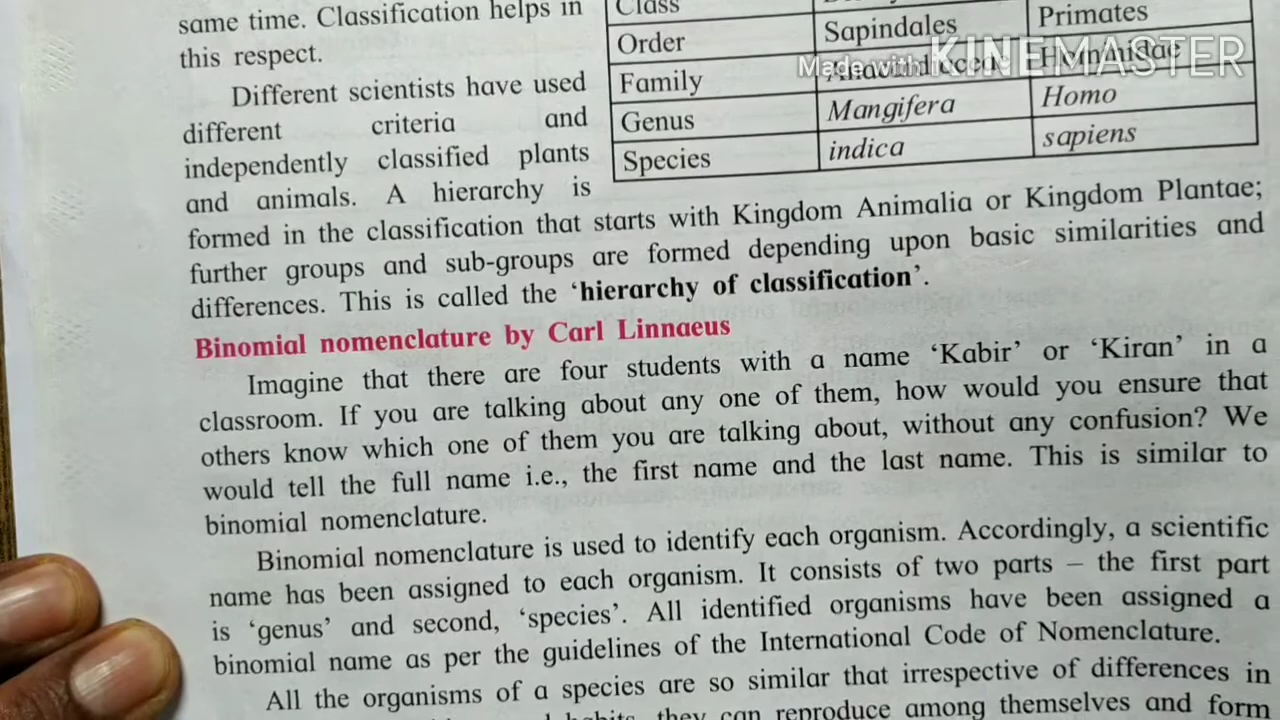 same time. Classification helps in
this respect.
Different scientists have used
different criteria and
independently classified plants
and animals. A hierarchy is
Class
Order Sapindales Primates
Family Hominidae
Genus Mangifera Homo
Species indica sapiens
Made with KINEMASTER
formed in the classification that starts with Kingdom Animalia or Kingdom Plantae;
further groups and sub-groups are formed depending upon basic similarities and
differences. This is called the ‘hierarchy of classification’.
Binomial nomenclature by Carl Linnaeus
Imagine that there are four students with a name ‘Kabir’ or ‘Kiran’ in a
classroom. If you are talking about any one of them, how would you ensure that
others know which one of them you are talking about, without any confusion? We
would tell the full name i.e., the first name and the last name. This is similar to
binomial nomenclature.
Binomial nomenclature is used to identify each organism. Accordingly, a scientific
name has been assigned to each organism. It consists of two parts – the first part
is ‘genus’ and second, ‘species’. All identified organisms have been assigned a
binomial name as per the guidelines of the International Code of Nomenclature.
All the organisms of a species are so similar that irrespective of differences in
they can reproduce among themselves and form